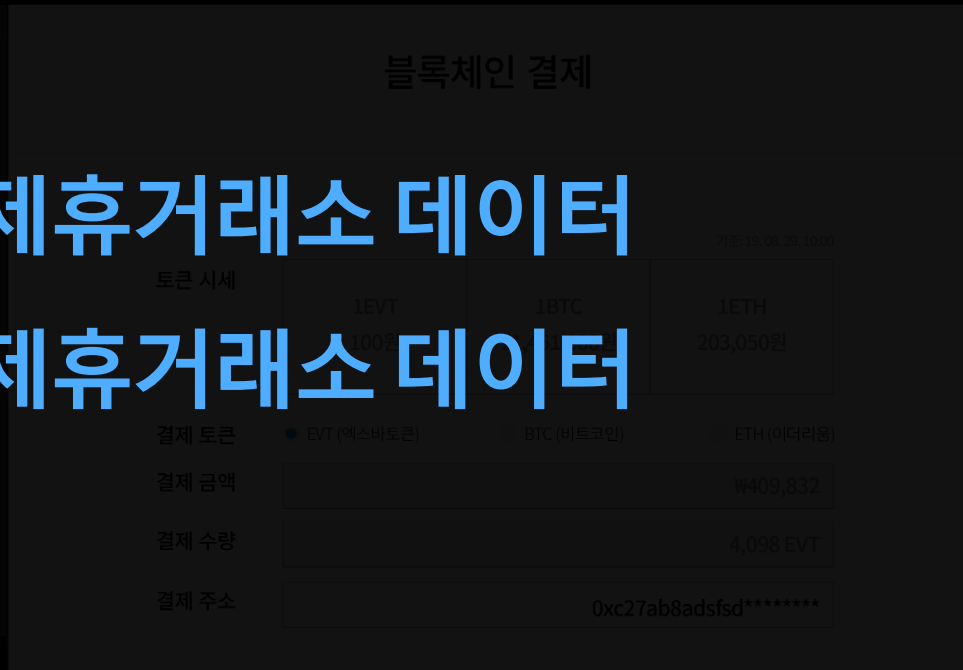 블록체인 결제
제휴거래소 데이터
기준: 19. 08. 29. 10:00
토큰 시세
1EVT
1BTC
1ETH
100원
203,050원
제휴거래소 데이터
결제 토큰
EVT (엑스바토큰)
BTC (비트코인)
ETH (이더리움)
결제 금액
₩409,832
결제 수량
4,098 EVT
결제 주소
0xc27ab8adsfsd********